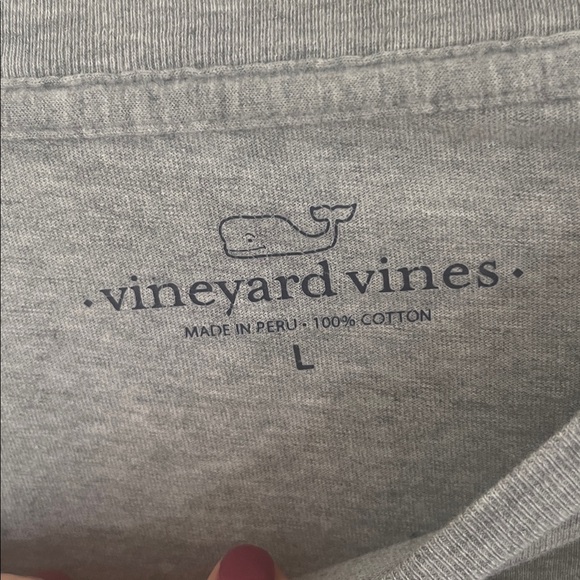 • vineyard vines •
MADE IN PERU • 100% COTTON
L